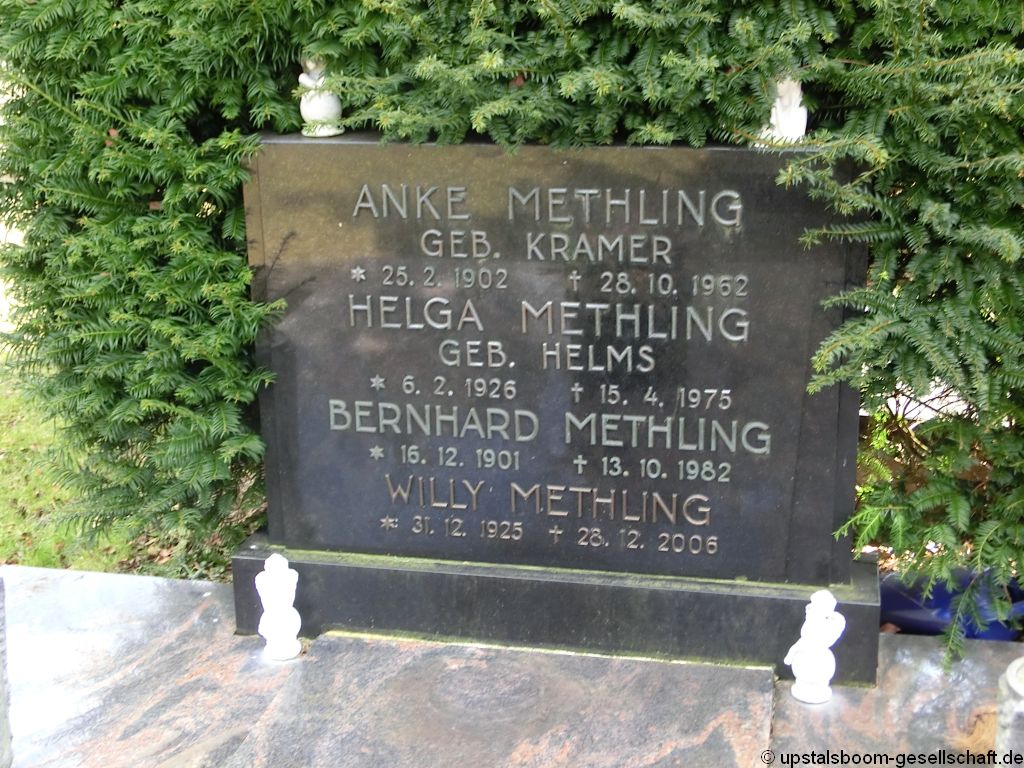 ANKE METHLING
GEB. KRAMER
* 25. 2. 1902 † 28. 10. 1962
HELGA METHLING
GEB. HELMS
* 6. 2. 1926 † 15. 4. 1975
BERNHARD METHLING
* 16. 12. 1901 † 13. 10. 1982
WILLY METHLING
* 31. 12. 1925 † 28. 12. 2006
© upstalsboom-gesellschaft.de